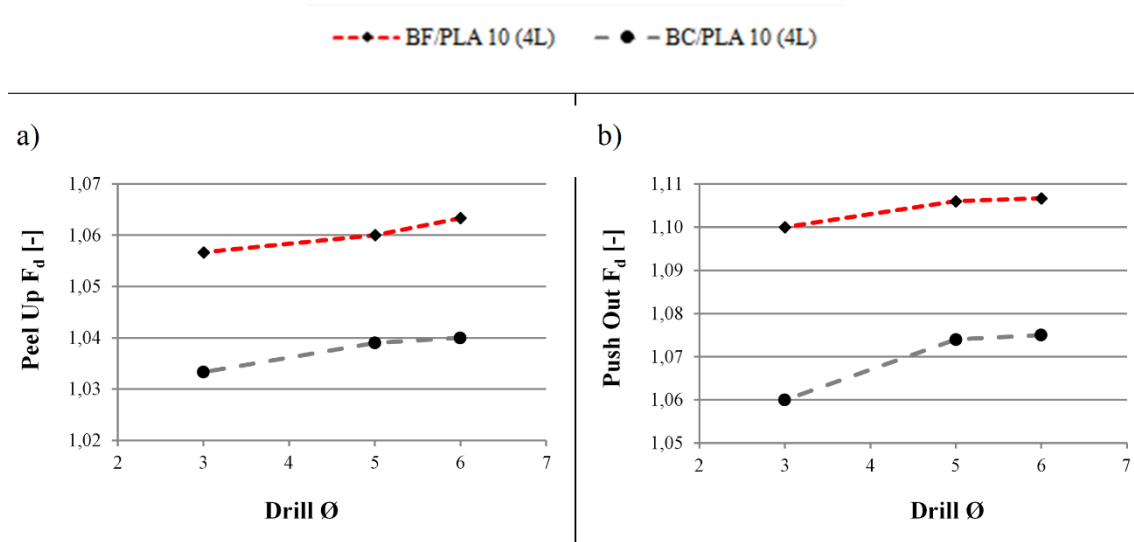 BF/PLA 10 (4L) BC/PLA 10 (4L)
a)
Peel Up Fd [-]
1,07
1,06
1,05
1,04
1,03
1,02
2 3 4 5 6 7
Drill Ø
b)
Push Out Fd [-]
1,11
1,10
1,09
1,08
1,07
1,06
1,05
2 3 4 5 6 7
Drill Ø